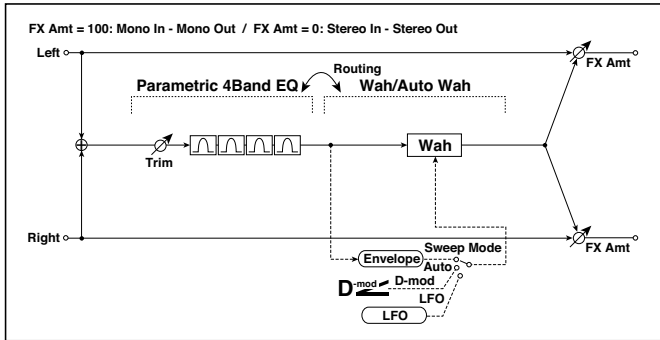 FX Amt = 100: Mono In - Mono Out / FX Amt = 0: Stereo In - Stereo Out
Left
FX Amt
Routing
Parametric 4Band EQ
Wah/Auto Wah
Trim
Wah
Right
FX Amt
Sweep Mode
Envelope
Auto
D-mod
D-mod
LFO
LFO